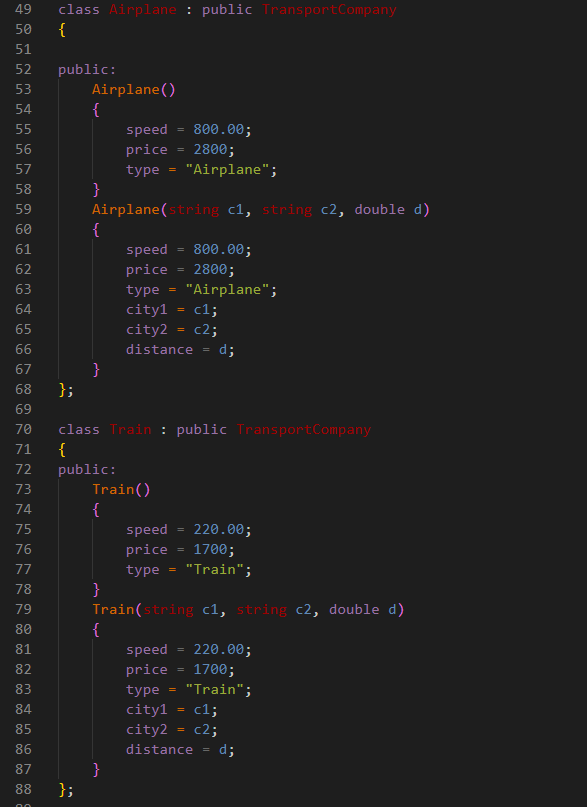 49 class Airplane : public TransportCompany
50 {
51
52 public:
53     Airplane()
54     {
55         speed = 800.00;
56         price = 2800;
57         type = "Airplane";
58     }
59     Airplane(string c1, string c2, double d)
60     {
61         speed = 800.00;
62         price = 2800;
63         type = "Airplane";
64         city1 = c1;
65         city2 = c2;
66         distance = d;
67     }
68 };
69
70 class Train : public TransportCompany
71 {
72 public:
73     Train()
74     {
75         speed = 220.00;
76         price = 1700;
77         type = "Train";
78     }
79     Train(string c1, string c2, double d)
80     {
81         speed = 220.00;
82         price = 1700;
83         type = "Train";
84         city1 = c1;
85         city2 = c2;
86         distance = d;
87     }
88 };